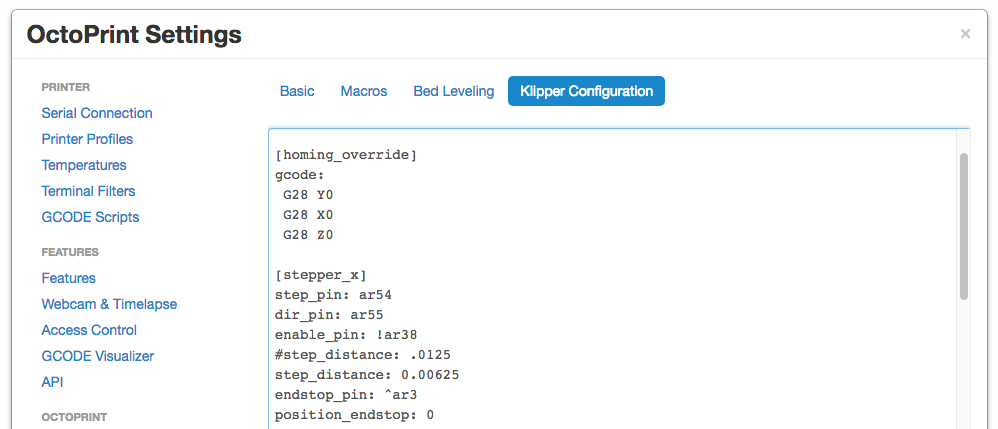 OctoPrint Settings
×
PRINTER
Serial Connection
Printer Profiles
Temperatures
Terminal Filters
GCODE Scripts
FEATURES
Features
Webcam & Timelapse
Access Control
GCODE Visualizer
API
OCTOPRINT
Basic
Macros
Bed Leveling
Klipper Configuration
[homing_override]
gcode:
 G28 Y0
 G28 X0
 G28 Z0
[stepper_x]
step_pin: ar54
dir_pin: ar55
enable_pin: !ar38
#step_distance: .0125
step_distance: 0.00625
endstop_pin: ^ar3
position_endstop: 0